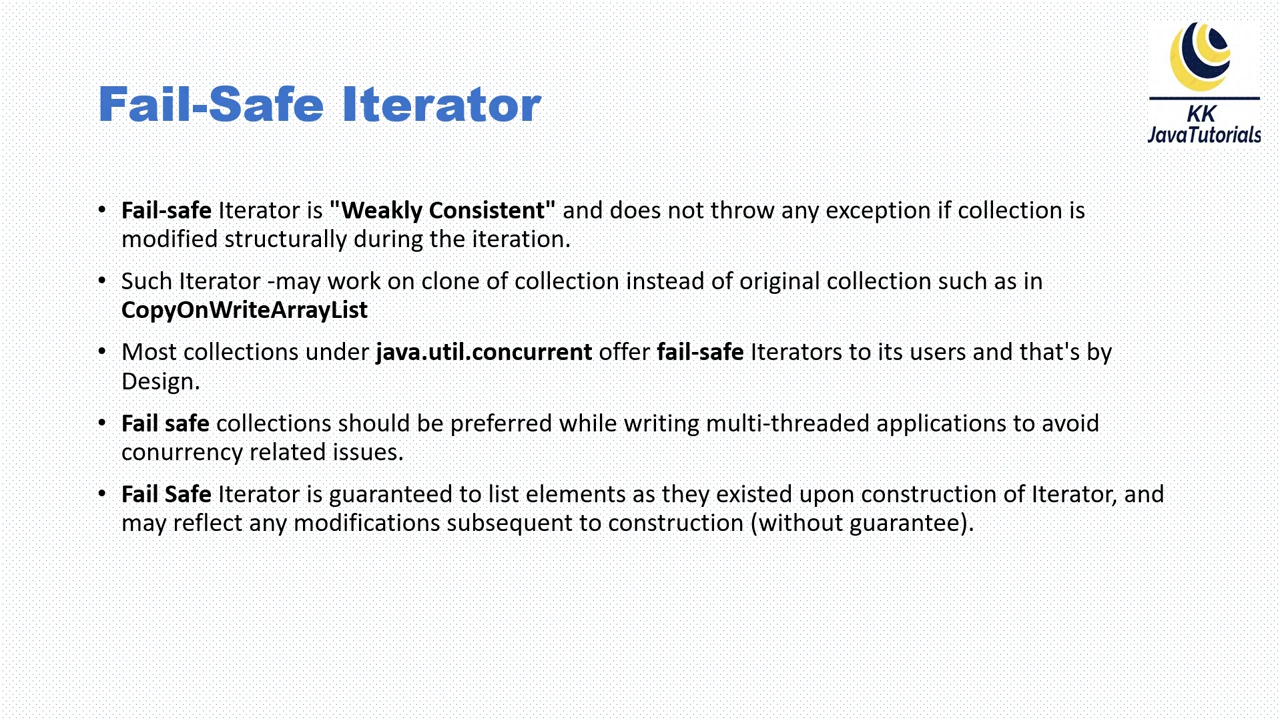 Fail-Safe Iterator
KK
JavaTutorials
• Fail-safe Iterator is "Weakly Consistent" and does not throw any exception if collection is
modified structurally during the iteration.
• Such Iterator -may work on clone of collection instead of original collection such as in
CopyOnWriteArrayList
• Most collections under java.util.concurrent offer fail-safe Iterators to its users and that's by
Design.
• Fail safe collections should be preferred while writing multi-threaded applications to avoid
conurrency related issues.
• Fail Safe Iterator is guaranteed to list elements as they existed upon construction of Iterator, and
may reflect any modifications subsequent to construction (without guarantee).